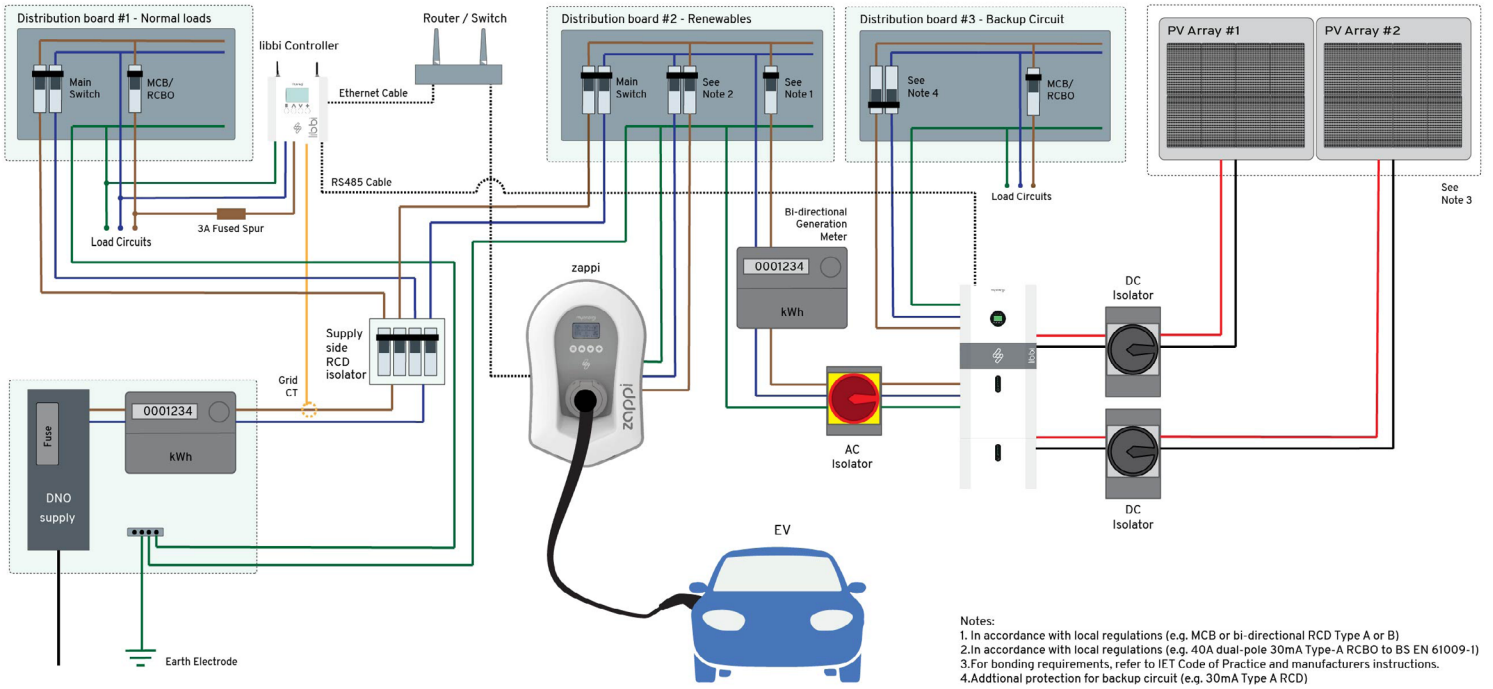 Distribution board #1 - Normal loads
Main
Switch
MCB/
RCBO
libbi Controller
libbi
Router / Switch
Ethernet Cable
RS485 Cable
3A Fused Spur
Load Circuits
Distribution board #2 - Renewables
Main
Switch
See
Note 2
See
Note 1
Distribution board #3 - Backup Circuit
See
Note 4
MCB/
RCBO
Load Circuits
PV Array #1
PV Array #2
See
Note 3
Bi-directional
Generation
Meter
0001234
kWh
zappi
zappi
Supply
side
RCD
isolator
Grid
CT
Fuse
DNO
supply
0001234
kWh
Earth Electrode
AC
Isolator
libbi
DC
Isolator
DC
Isolator
EV
Notes:
1. In accordance with local regulations (e.g. MCB or bi-directional RCD Type A or B)
2.In accordance with local regulations (e.g. 40A dual-pole 30mA Type-A RCBO to BS EN 61009-1)
3.For bonding requirements, refer to IET Code of Practice and manufacturers instructions.
4.Addtional protection for backup circuit (e.g. 30mA Type A RCD)